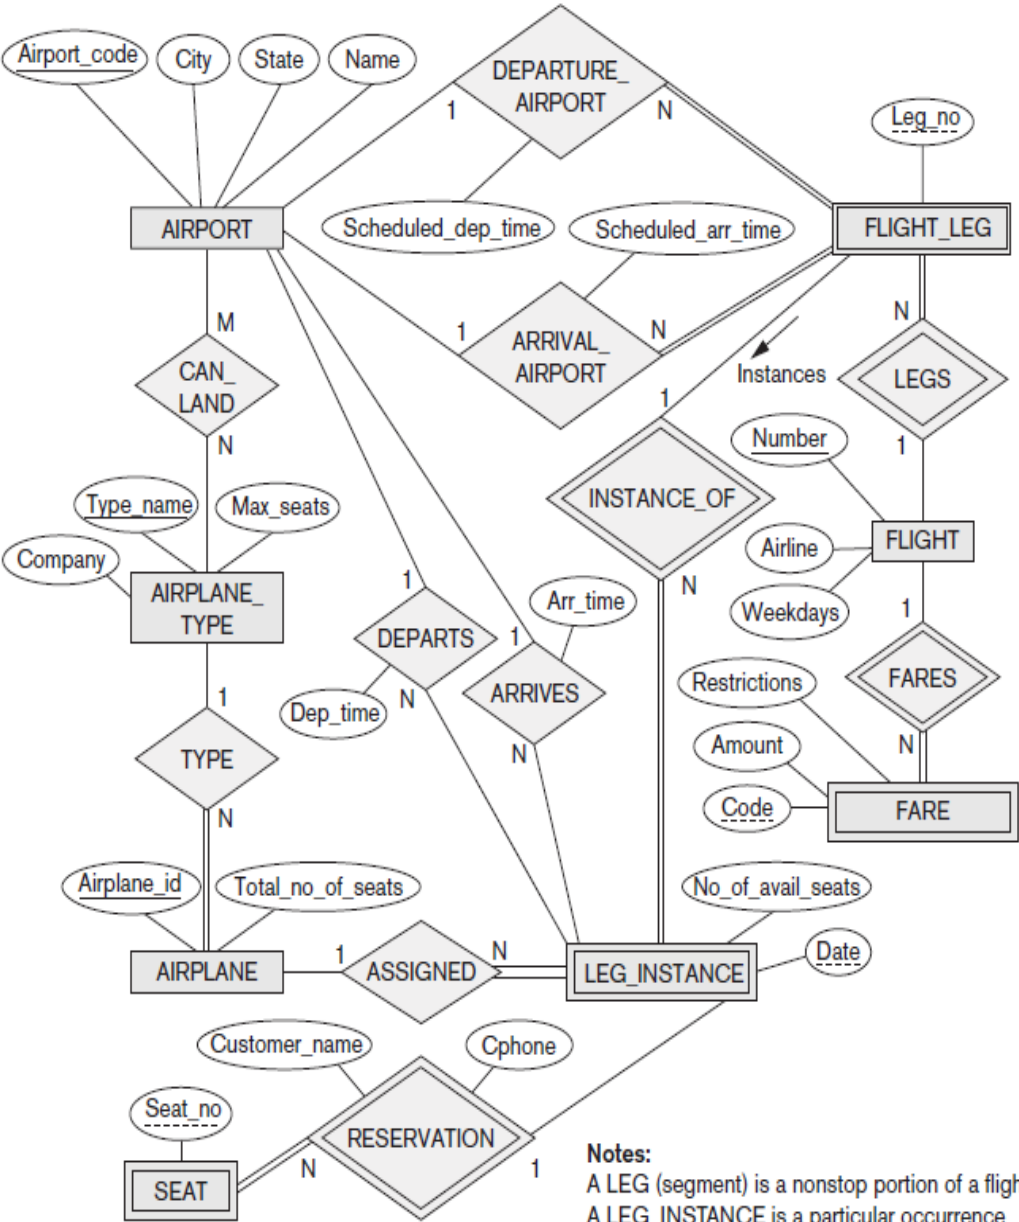 Airport_code
City
State
Name
DEPARTURE_
AIRPORT
1
N
Leg_no
Scheduled_dep_time
Scheduled_arr_time
AIRPORT
FLIGHT_LEG
M
1
N
N
ARRIVAL_
AIRPORT
CAN_
LAND
Instances
LEGS
1
N
1
Number
Type_name
Max_seats
INSTANCE_OF
Company
Airline
FLIGHT
AIRPLANE_
TYPE
1
N
Arr_time
Weekdays
1
DEPARTS
1
FARES
Restrictions
ARRIVES
1
N
Dep_time
TYPE
N
N
Amount
N
Code
FARE
Airplane_id
Total_no_of_seats
No_of_avail_seats
1
N
Date
AIRPLANE
ASSIGNED
LEG_INSTANCE
Customer_name
Cphone
Seat_no
RESERVATION
N
1
SEAT
Notes:
A LEG (segment) is a nonstop portion of a fligh
A LEG_INSTANCE is a particular occurrence